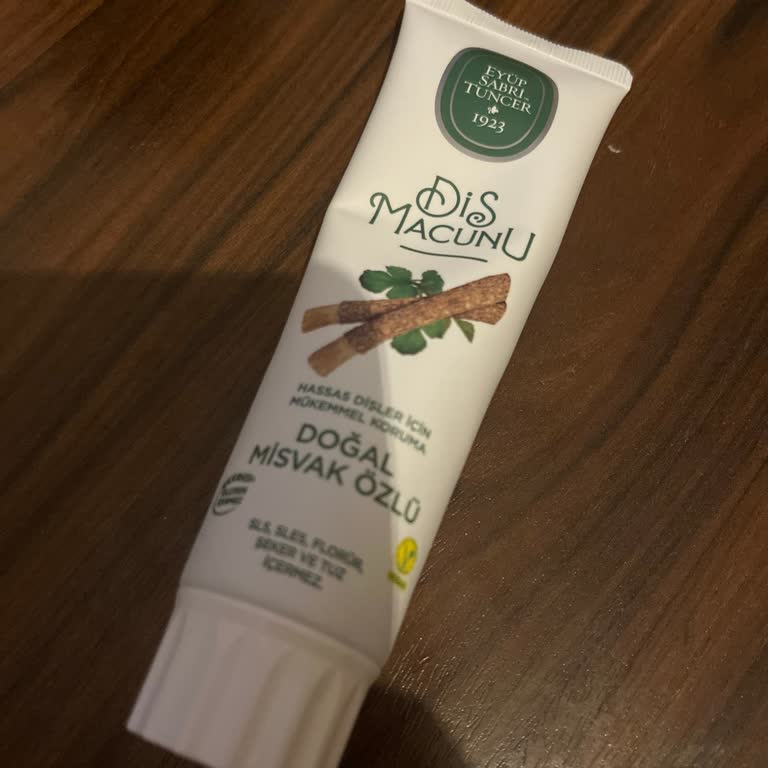 EYÜP
SABRİ
TUNCER
1923
DİŞ
MACUNU
HASSAS DİŞLER İÇİN
MÜKEMMEL KORUMA
DOĞAL
MİSVAK ÖZLÜ
SLS, SLES, FLORÜR,
ŞEKER VE TUZ
İÇERMEZ.